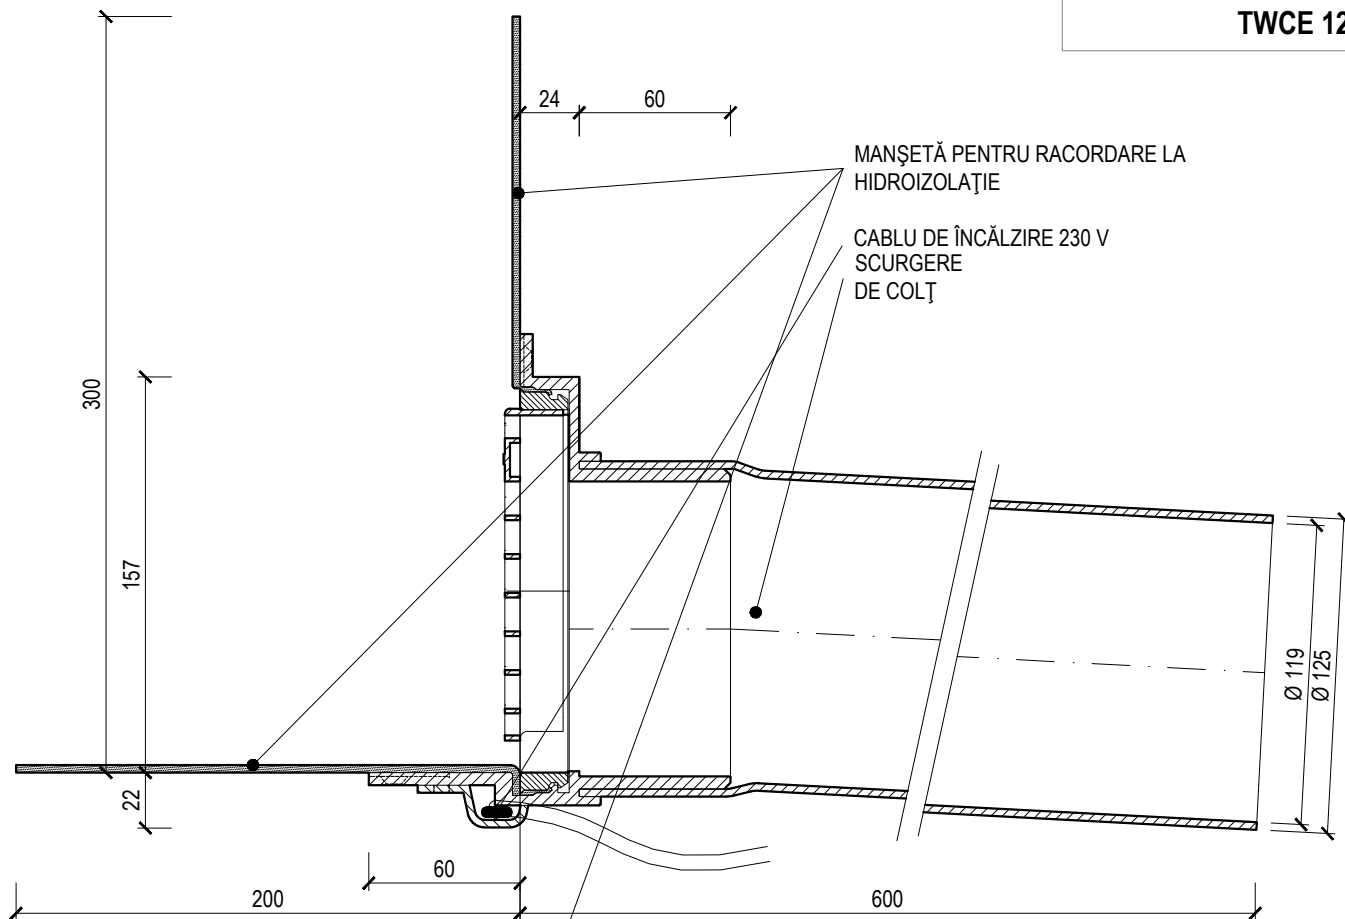 TWCE 12
24
60
MANŞETĂ PENTRU RACORDARE LA
HIDROIZOLAŢIE
CABLU DE ÎNCĂLZIRE 230 V
SCURGERE
DE COLŢ
300
157
22
Ø 119
Ø 125
60
200
600